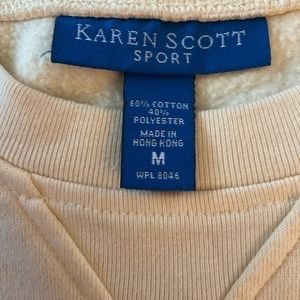 KAREN SCOTT
SPORT
60% COTTON
40%
POLYESTER
MADE IN
HONG KONG
M
WPL 8046